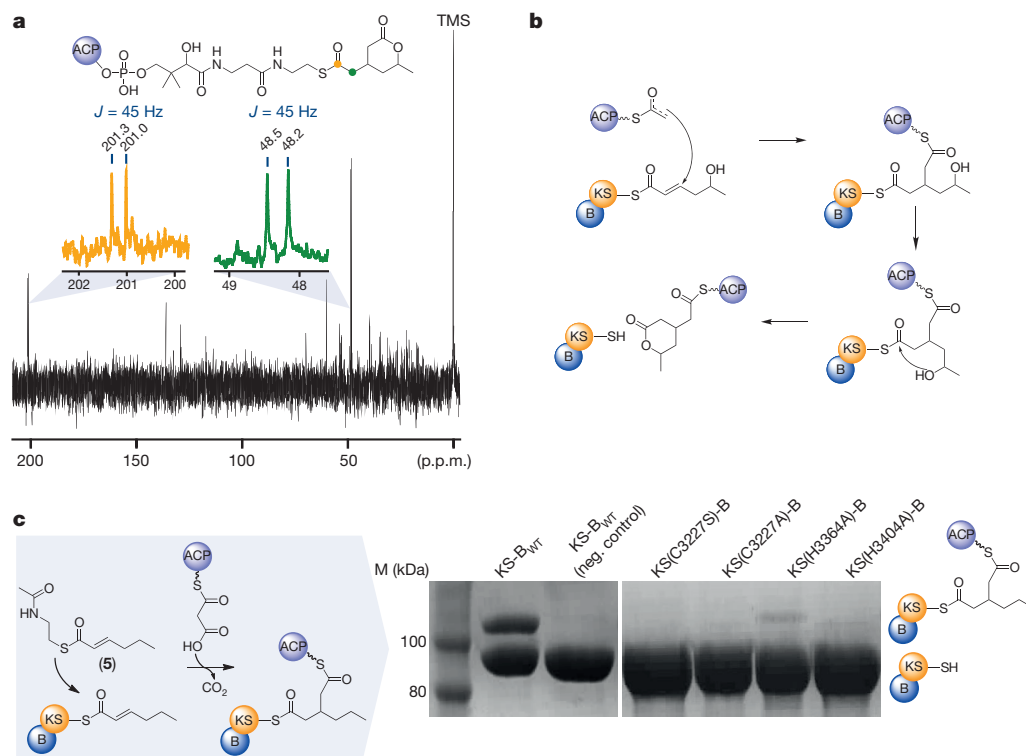 a
TMS
ACP
O
P
O
OH
O
OH
O
N
H
O
N
H
S
O
O
O
J = 45 Hz
J = 45 Hz
201.3
201.0
48.5
48.2
202
201
200
49
48
200
150
100
50
(p.p.m.)
b
ACP
S
O
KS
S
B
O
OH
ACP
S
O
O
OH
KS
S
B
ACP
S
O
O
KS
S
HO
B
O
S
ACP
O
O
KS
SH
B
c
ACP
S
O
O
HO
O
HN
S
O
(5)
CO2
ACP
S
O
O
KS
S
B
O
KS
S
B
M (kDa)
100
80
KS-BWT
KS-BWT
(neg. control)
KS(C3227S)-B
KS(C3227A)-B
KS(H3364A)-B
KS(H3404A)-B
ACP
S
O
O
KS
S
B
KS
SH
B